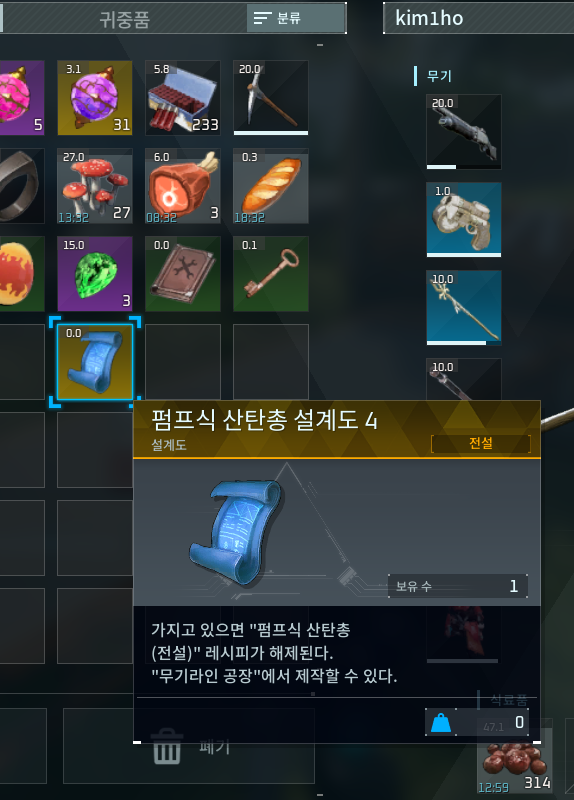 귀중품
분류
kim1ho
무기
5
3.1
31
5.8
233
20.0
20.0
27.0
13:32
27
6.0
08:32
3
0.3
18:32
1.0
15.0
3
0.0
0.1
10.0
0.0
10.0
펌프식 산탄총 설계도 4
설계도
전설
보유 수
1
가지고 있으면 "펌프식 산탄총
(전설)" 레시피가 해제된다.
"무기라인 공장"에서 제작할 수 있다.
식료품
0
47.1
폐기
12:59
314